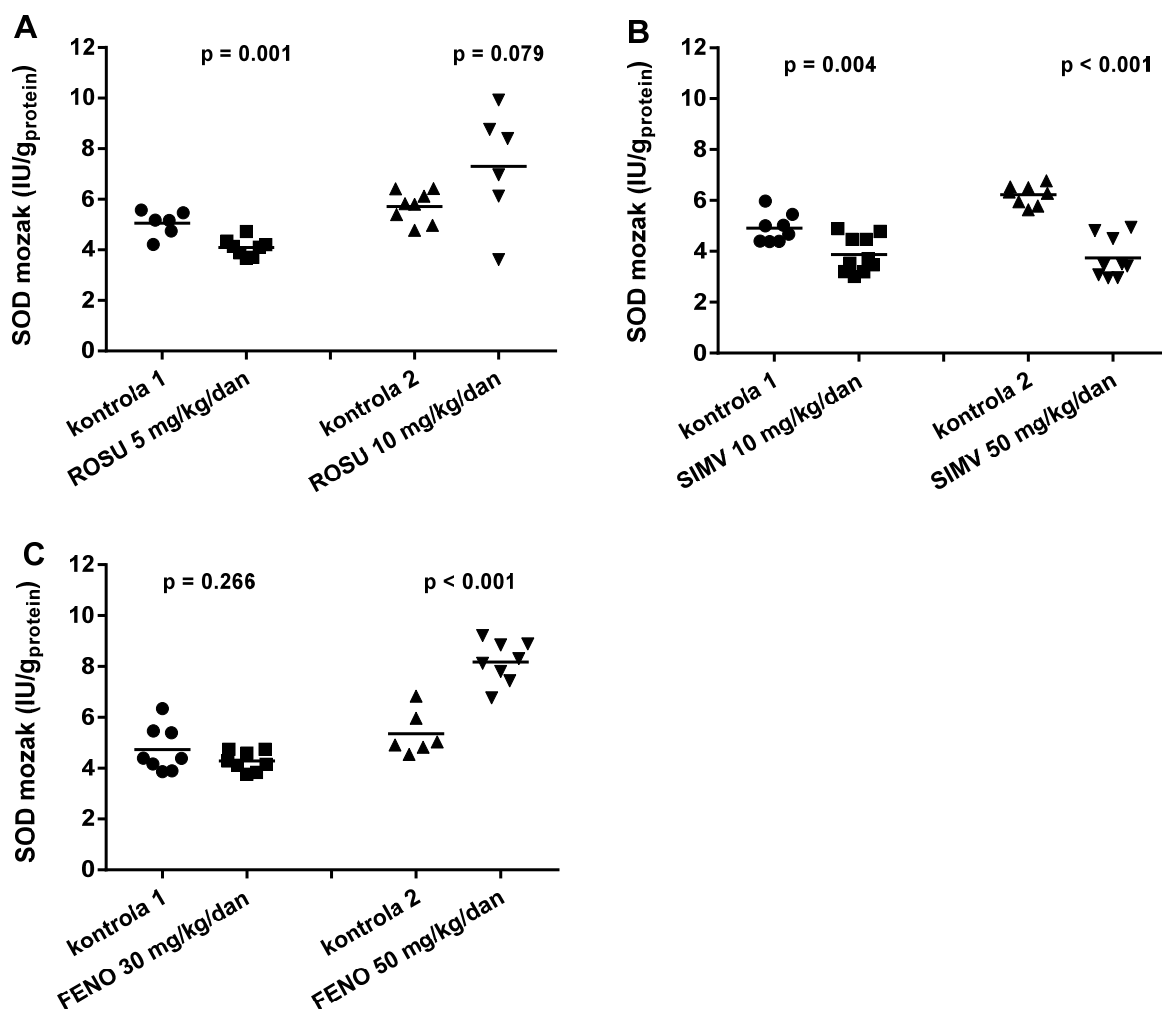 A
p = 0.001
p = 0.079
SOD mozak (IU/gprotein)
12
10
8
6
4
2
0
kontrola 1
ROSU 5 mg/kg/dan
kontrola 2
ROSU 10 mg/kg/dan
B
p = 0.004
p < 0.001
SOD mozak (IU/gprotein)
12
10
8
6
4
2
0
kontrola 1
SIMV 10 mg/kg/dan
kontrola 2
SIMV 50 mg/kg/dan
C
p = 0.266
p < 0.001
SOD mozak (IU/gprotein)
12
10
8
6
4
2
0
kontrola 1
FENO 30 mg/kg/dan
kontrola 2
FENO 50 mg/kg/dan